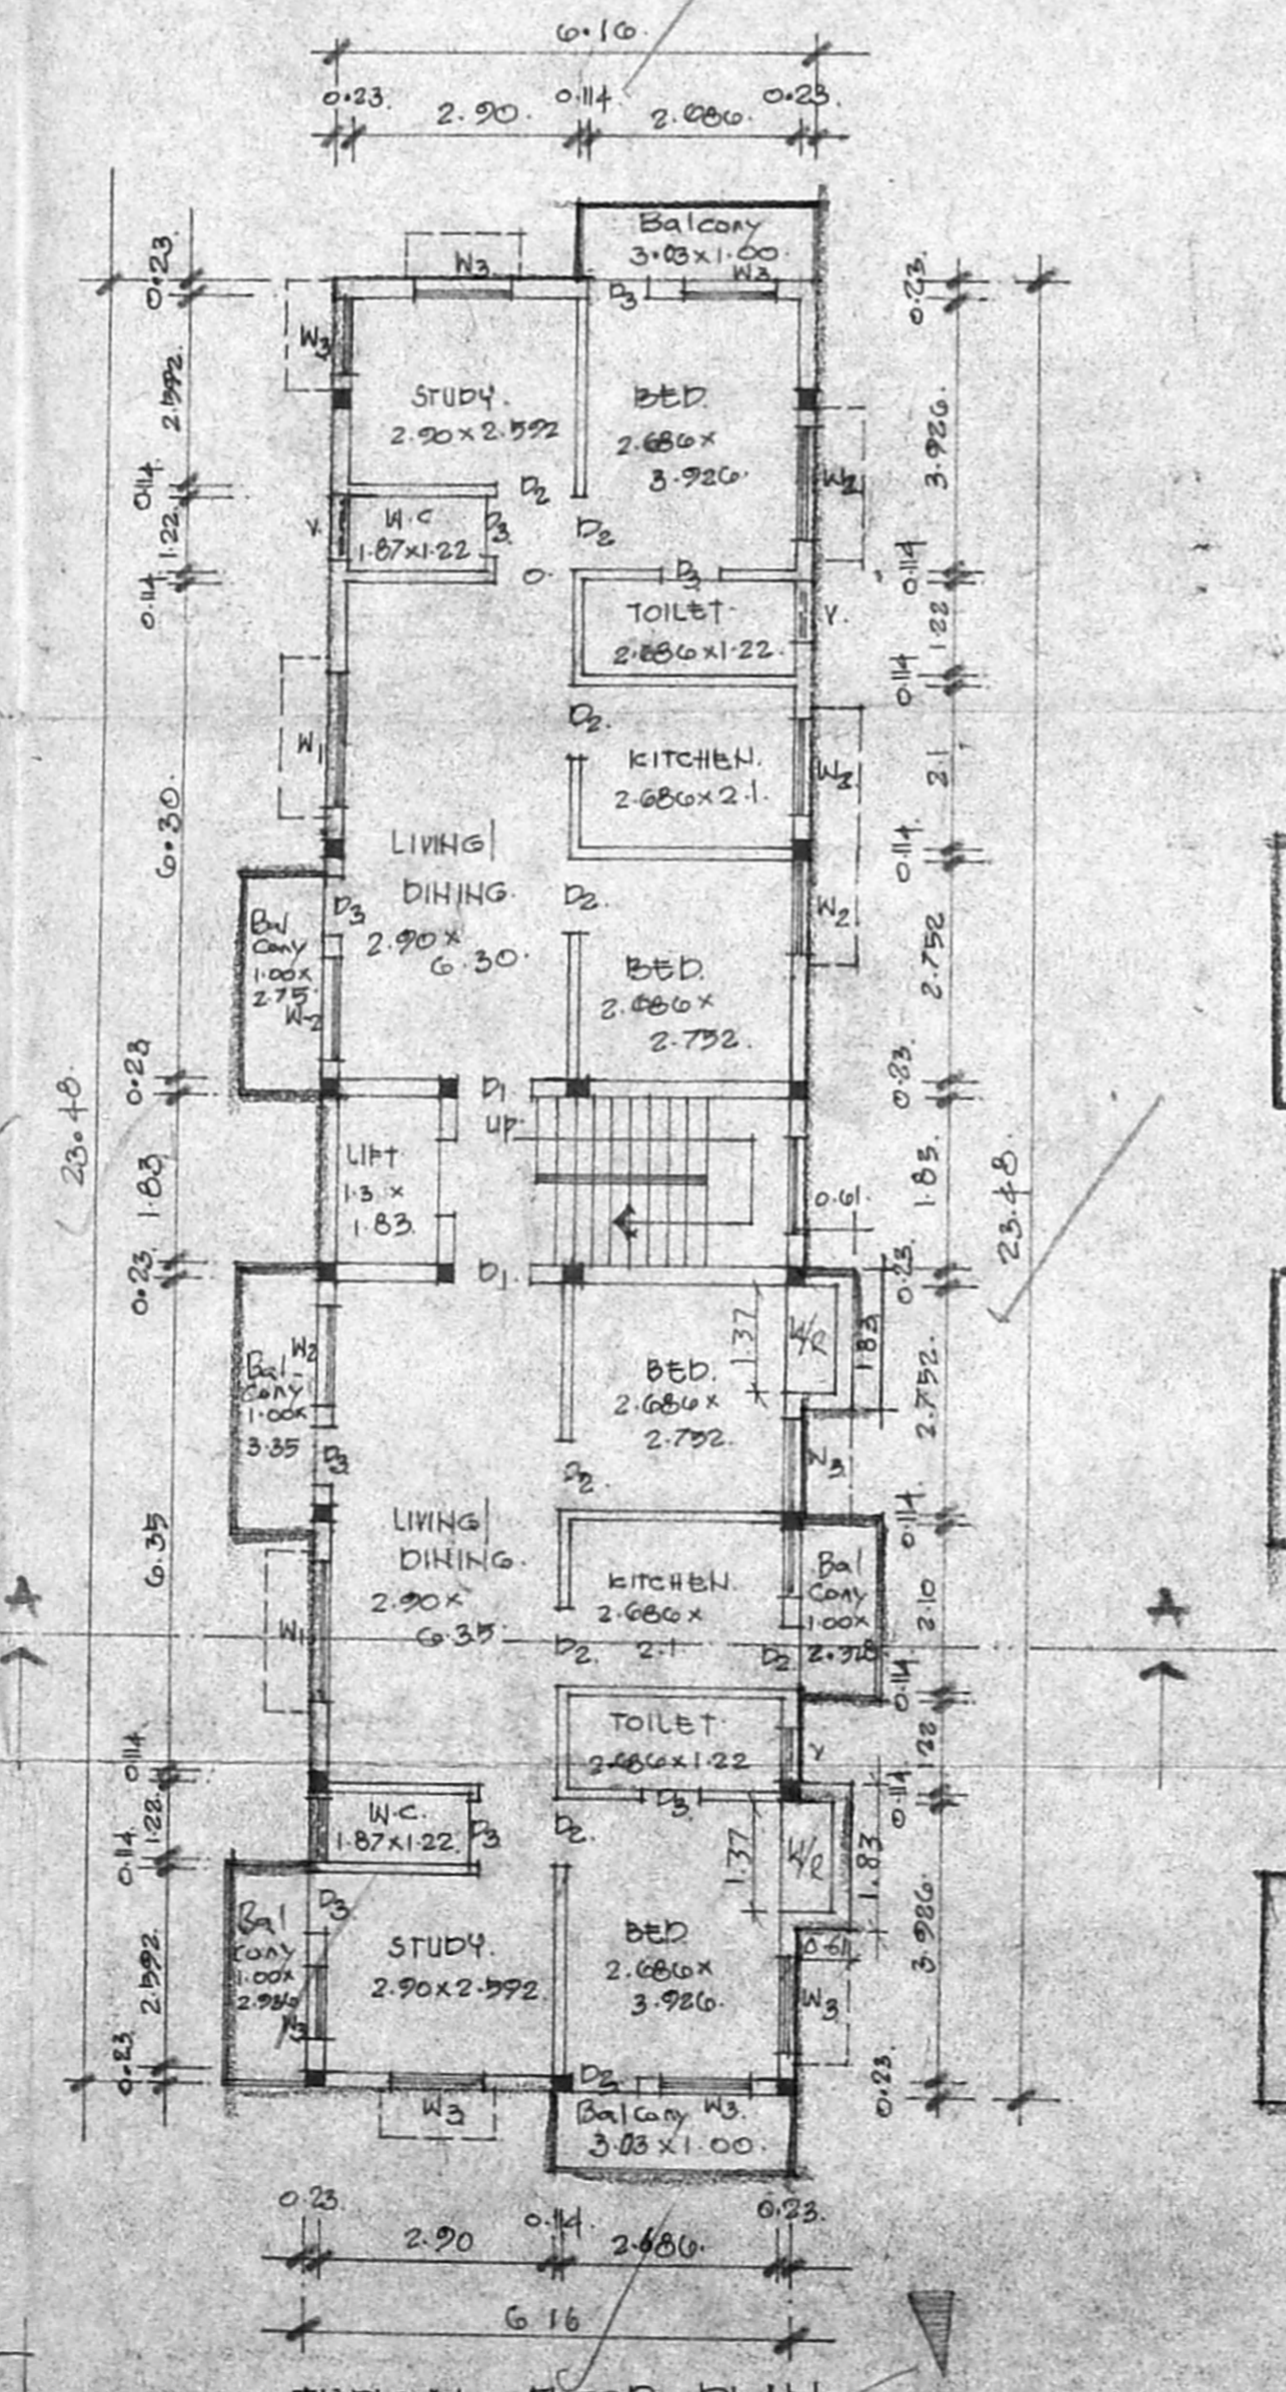 6.16
0.23. 2.90. 0.114 2.686. 0.23.
Balcony
3.03x1.00.
W3.
W3
D3
0.23.
0.23.
W3
STUDY.
2.90x2.592
BED.
2.686x
3.926.
2.592.
3.926.
W2
D2
0.114
W.C
1.87x1.22
D3
D2
V
1.22
0.114
0.
D3
0.114
TOILET.
2.686x1.22.
V.
1.22
0.114
D2
W1
KITCHEN.
2.686x2.1.
2.1
6.30
0.114.
LIVING/
DINING.
2.90x
6.30.
D3
D2.
W2
Bal
Cony
1.00x
2.75
W2
BED.
2.686x
2.752.
2.752
0.23
D1
0.23.
23.48
UP
LIFT
1.3 x
1.83.
1.83
1.83.
0.61.
23.48
0.23
D1
0.23.
1.37
W/R
1.83
W2
Bal
Cony
1.00x
3.35
D3
BED.
2.686x
2.752.
2.752.
D2
0.114
LIVING/
DINING.
2.90x
6.35
6.35
KITCHEN.
2.686x
2.1
Bal
Cony
1.00x
2.328
2.10
A
A
W1
D2
D2
0.114
TOILET.
2.686x1.22
V
1.22
0.114
D3
0.114
W.C.
1.87x1.22.
D3
D2.
1.22.
0.114
1.37
W/R
1.83
D3
Bal
cony
1.00x
STUDY.
2.90x2.592.
BED
2.686x
3.926.
0.61
W3
2.592.
3.926.
0.23
D2
W3
W3.
Balcony
3.03x1.00.
0.23.
0.23. 2.90 0.114. 2.686. 0.23.
6.16